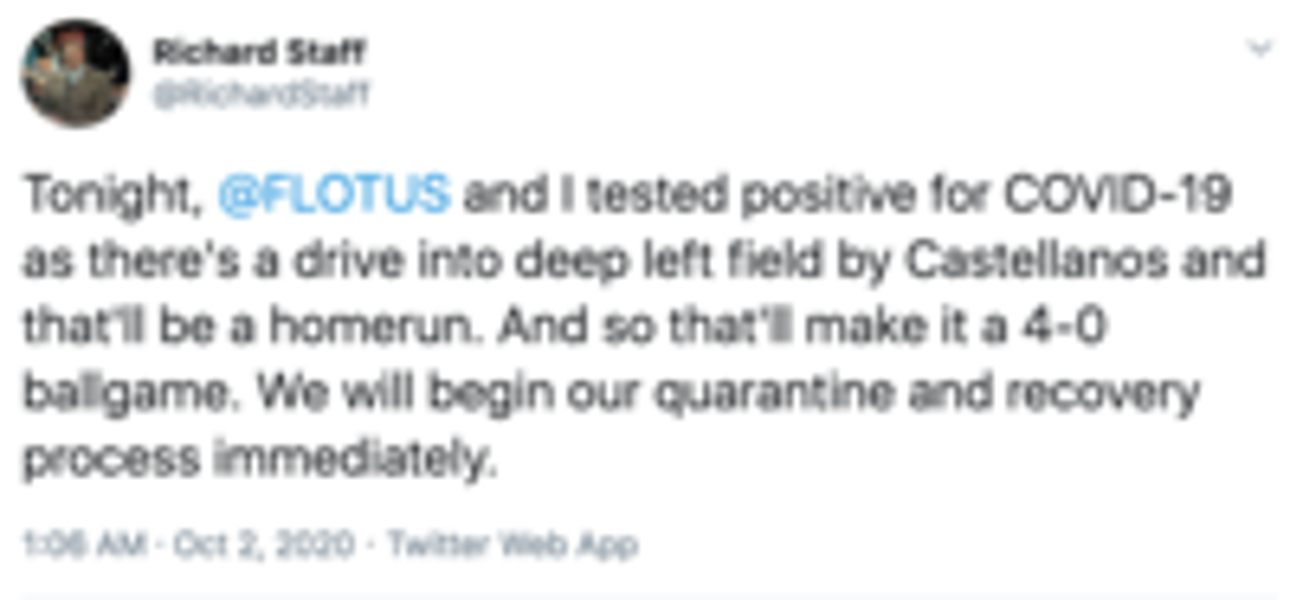 Richard Staff
@RichardStaff
Tonight, @FLOTUS and I tested positive for COVID-19
as there's a drive into deep left field by Castellanos and
that'll be a homerun. And so that'll make it a 4-0
ballgame. We will begin our quarantine and recovery
process immediately.
1:06 AM · Oct 2, 2020 · Twitter Web App